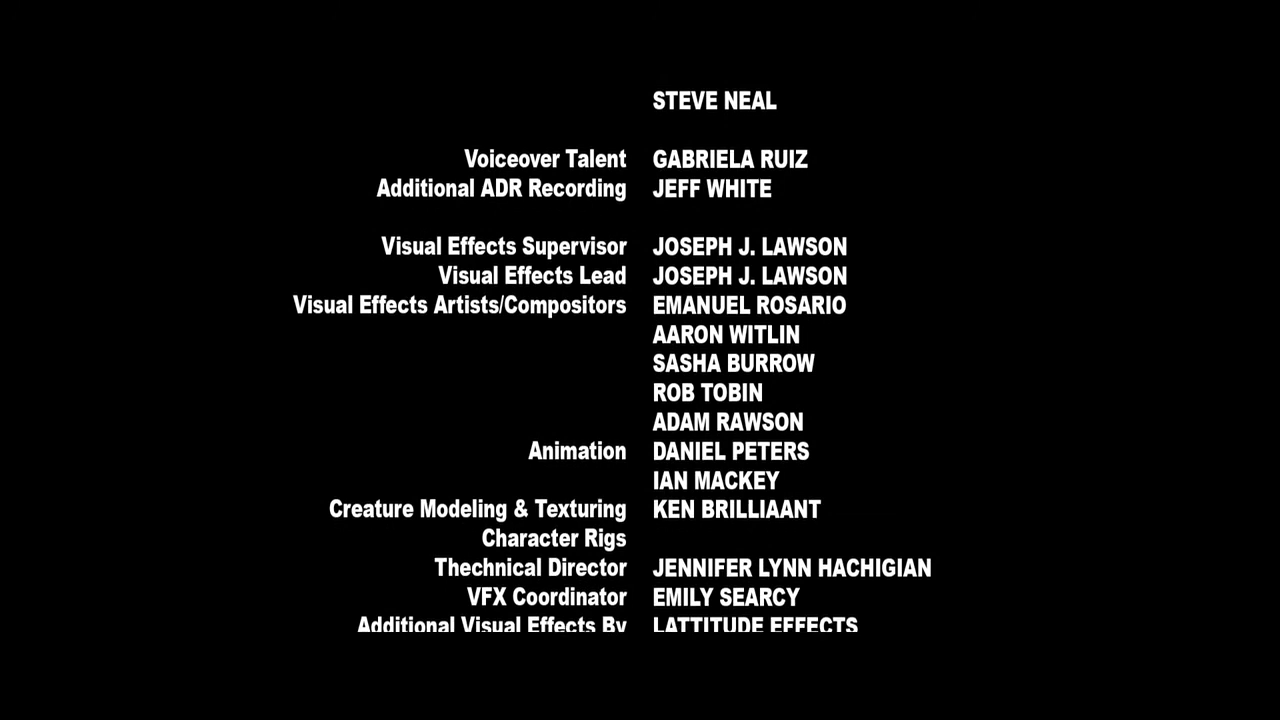 STEVE NEAL
Voiceover Talent GABRIELA RUIZ
Additional ADR Recording JEFF WHITE
Visual Effects Supervisor JOSEPH J. LAWSON
Visual Effects Lead JOSEPH J. LAWSON
Visual Effects Artists/Compositors EMANUEL ROSARIO
AARON WITLIN
SASHA BURROW
ROB TOBIN
ADAM RAWSON
Animation DANIEL PETERS
IAN MACKEY
Creature Modeling & Texturing KEN BRILLIAANT
Character Rigs
Thechnical Director JENNIFER LYNN HACHIGIAN
VFX Coordinator EMILY SEARCY
Additional Visual Effects By LATTITUDE EFFECTS